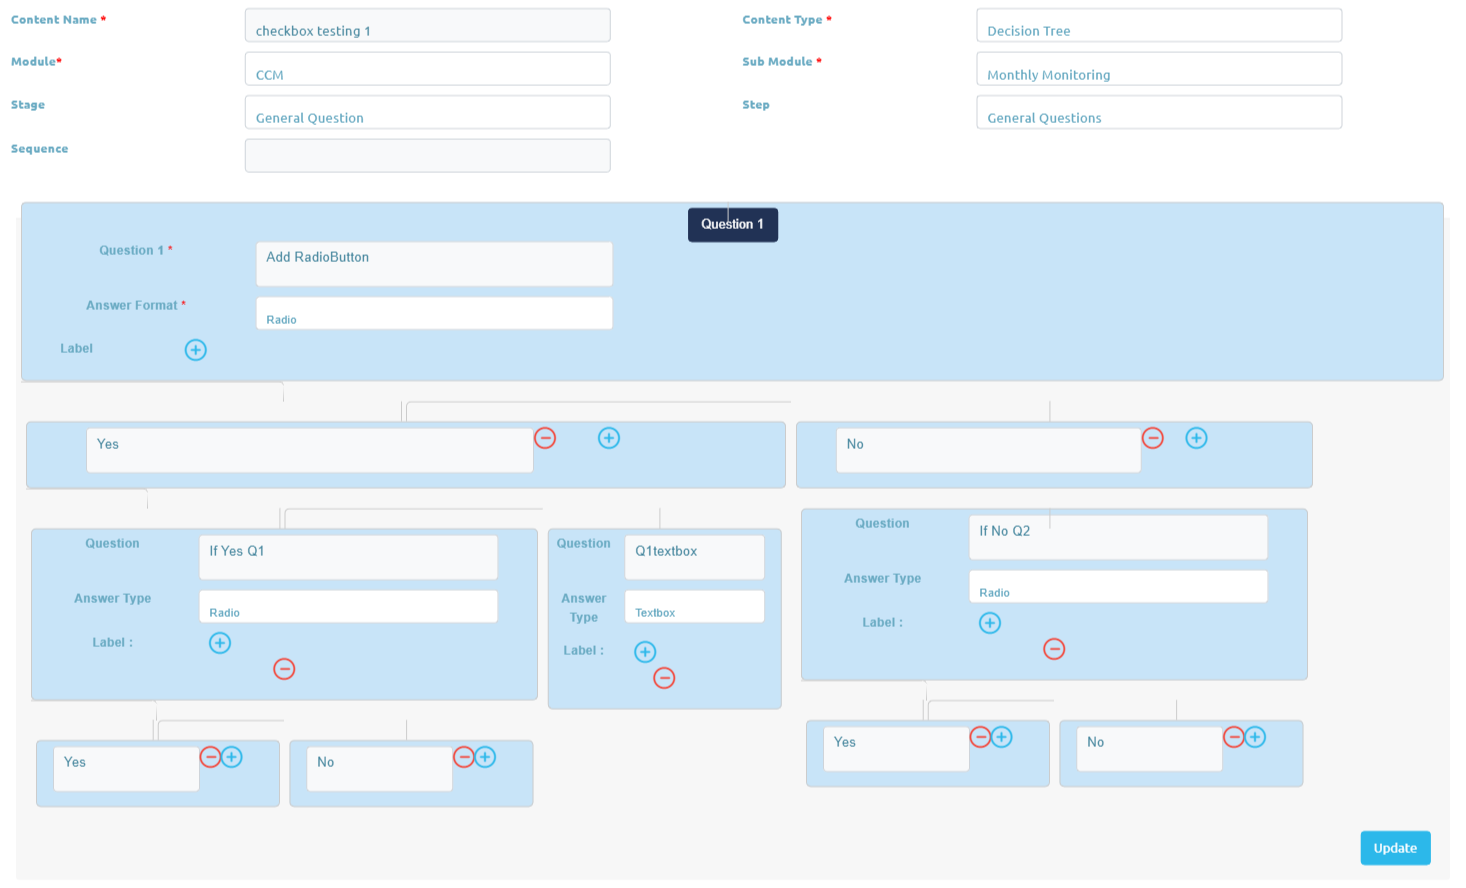 Content Name *
checkbox testing 1
Content Type *
Decision Tree
Module*
CCM
Sub Module *
Monthly Monitoring
Stage
General Question
Step
General Questions
Sequence
Question 1
Question 1 *
Add RadioButton
Answer Format *
Radio
Label
Yes
No
Question
If Yes Q1
Answer Type
Radio
Label :
Question
Q1textbox
Answer
Type
Textbox
Label :
Question
If No Q2
Answer Type
Radio
Label :
Yes
No
Yes
No
Update